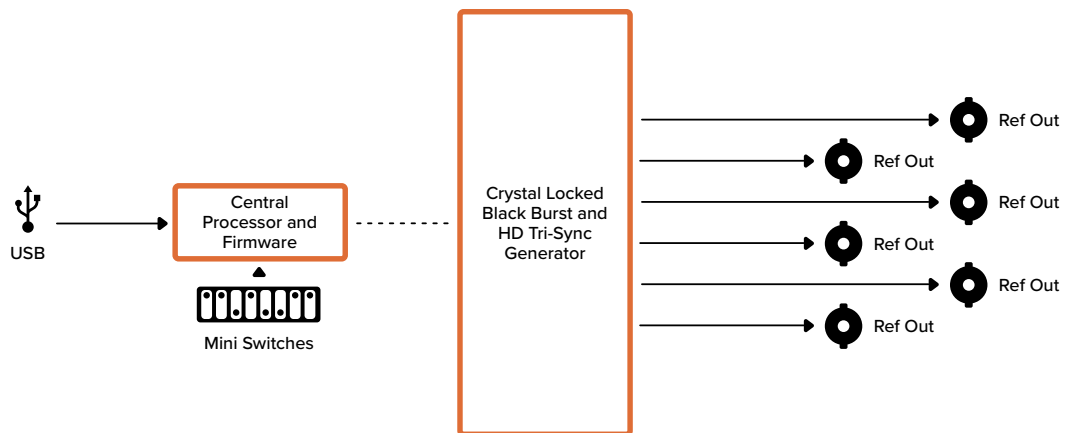 USB
Central
Processor and
Firmware
Mini Switches
Crystal Locked
Black Burst and
HD Tri-Sync
Generator
Ref Out
Ref Out
Ref Out
Ref Out
Ref Out
Ref Out